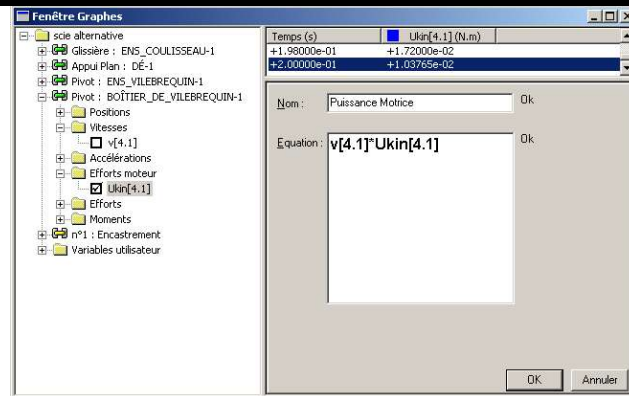 Fenêtre Graphes
scie alternative
Glissière : ENS_COULISSEAU-1
Appui Plan : DÉ-1
Pivot : ENS_VILEBREQUIN-1
Pivot : BOÎTIER_DE_VILEBREQUIN-1
Positions
Vitesses
v[4.1]
Accélérations
Efforts moteur
Ukin[4.1]
Efforts
Moments
n°1 : Encastrement
Variables utilisateur
Temps (s) Ukin[4.1] (N.m)
+1.98000e-01 +1.72000e-02
+2.00000e-01 +1.03765e-02
Nom : Puissance Motrice Ok
Equation : v[4.1]*Ukin[4.1] Ok
OK Annuler